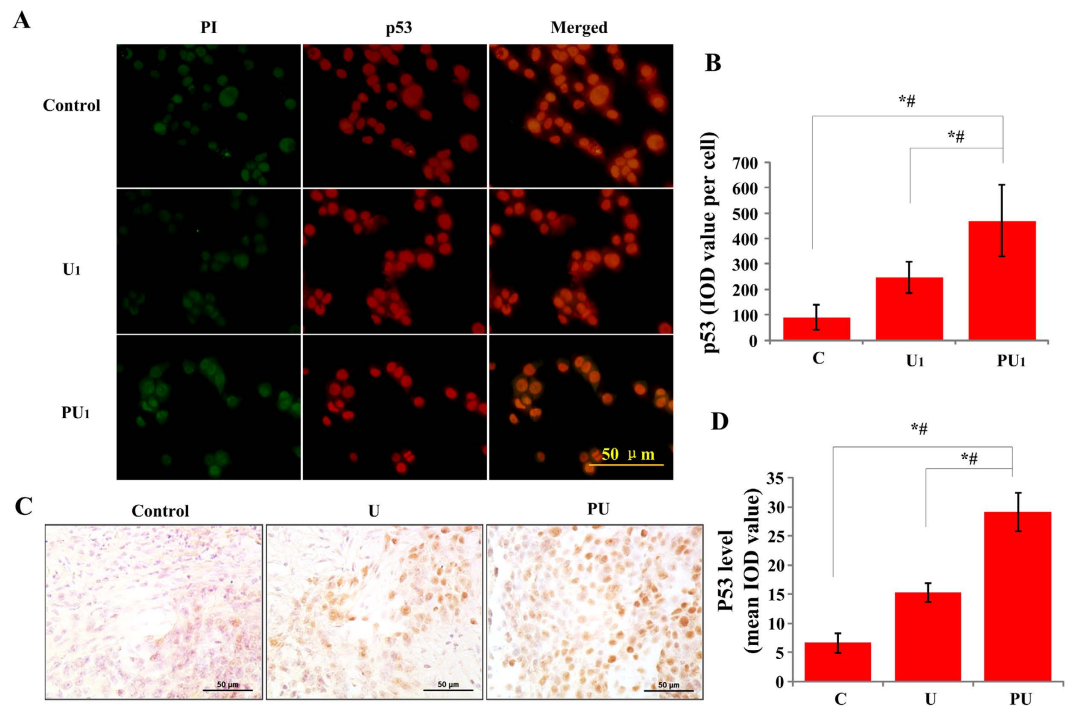 A
PI
p53
Merged
Control
U1
PU1
50 μm
B
*#
*#
p53 (IOD value per cell)
700
600
500
400
300
200
100
0
C
U1
PU1
C
Control
U
PU
50 μm
50 μm
50 μm
D
*#
*#
P53 level
(mean IOD value)
35
30
25
20
15
10
5
0
C
U
PU